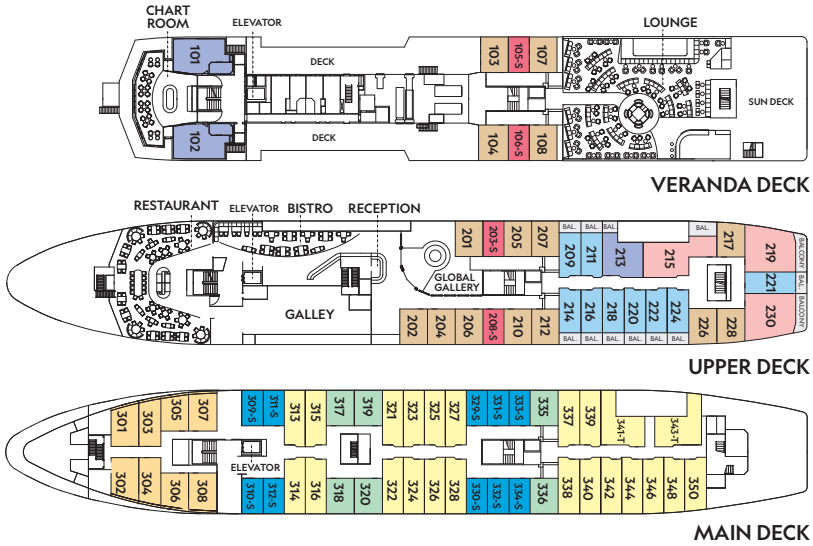 CHART
ROOM
ELEVATOR
LOUNGE
101
DECK
103
105-S
107
SUN DECK
102
DECK
104
106-S
108
VERANDA DECK
RESTAURANT
ELEVATOR
BISTRO
RECEPTION
201
203-S
205
207
BAL.
BAL.
BAL.
BAL.
209
211
213
215
217
219
BALCONY
GLOBAL
GALLERY
221
BAL.
GALLEY
202
204
206
208-S
210
212
214
216
218
220
222
224
226
228
230
BALCONY
BAL.
BAL.
BAL.
BAL.
BAL.
BAL.
UPPER DECK
301
303
305
307
309-S
311-S
313
315
317
319
321
323
325
327
329-S
331-S
333-S
335
337
339
341-T
343-T
ELEVATOR
302
304
306
308
310-S
312-S
314
316
318
320
322
324
326
328
330-S
332-S
334-S
336
338
340
342
344
346
348
350
MAIN DECK